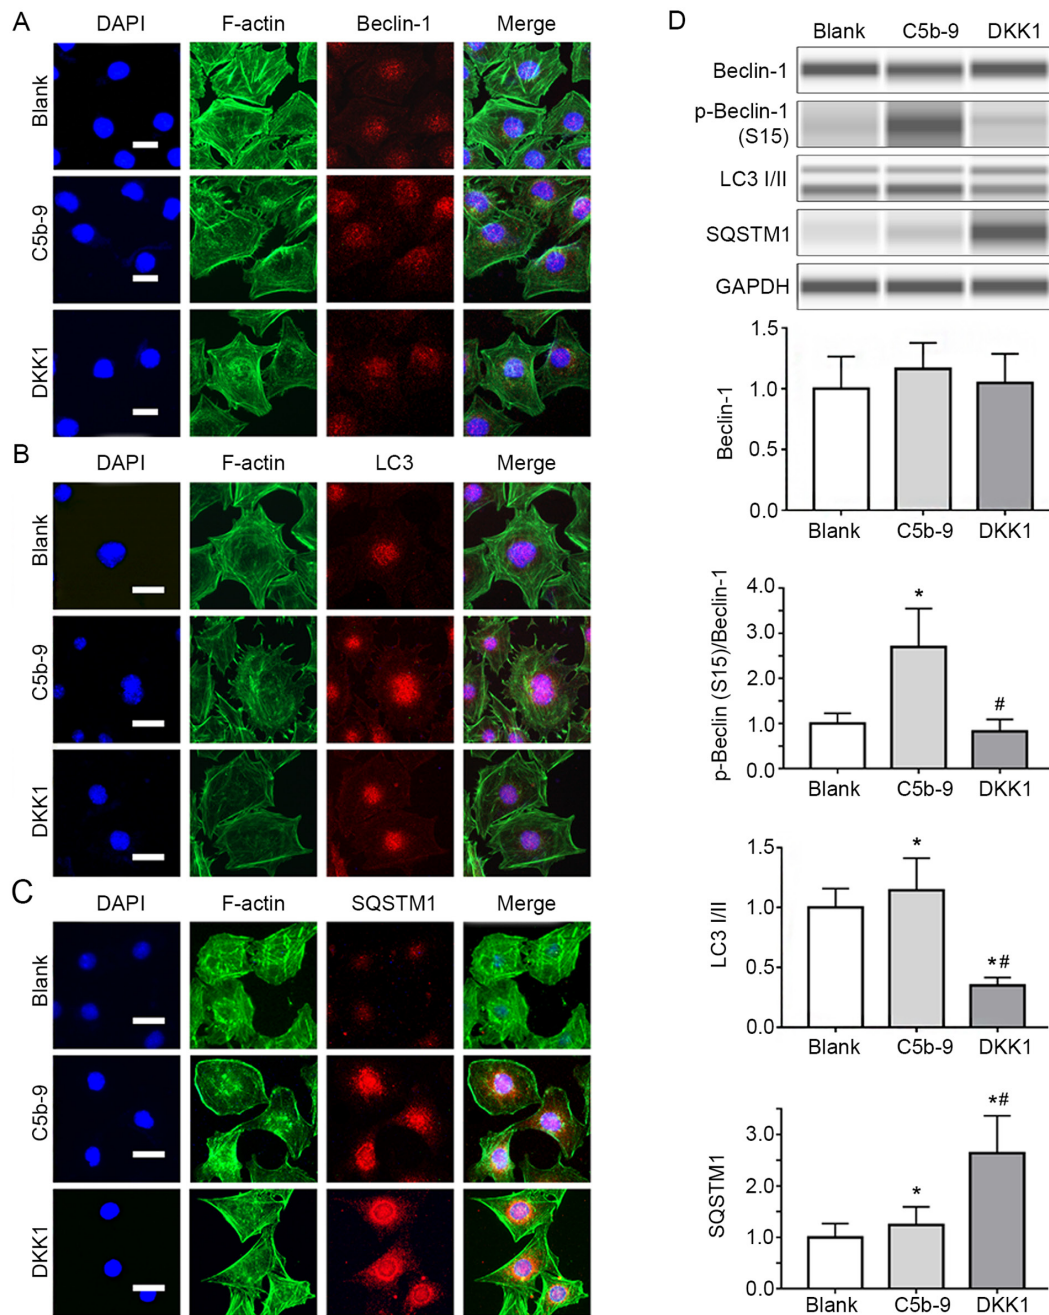 A
DAPI F-actin Beclin-1 Merge
Blank
C5b-9
DKK1
B
DAPI F-actin LC3 Merge
Blank
C5b-9
DKK1
C
DAPI F-actin SQSTM1 Merge
Blank
C5b-9
DKK1
D
Blank C5b-9 DKK1
Beclin-1
p-Beclin-1
(S15)
LC3 I/II
SQSTM1
GAPDH
Beclin-1
1.5
1.0
0.5
0.0
Blank C5b-9 DKK1
p-Beclin (S15)/Beclin-1
4.0
3.0
2.0
1.0
0.0
*
#
Blank C5b-9 DKK1
LC3 I/II
1.5
1.0
0.5
0.0
*
*#
Blank C5b-9 DKK1
SQSTM1
3.0
2.0
1.0
0.0
*
*#
Blank C5b-9 DKK1